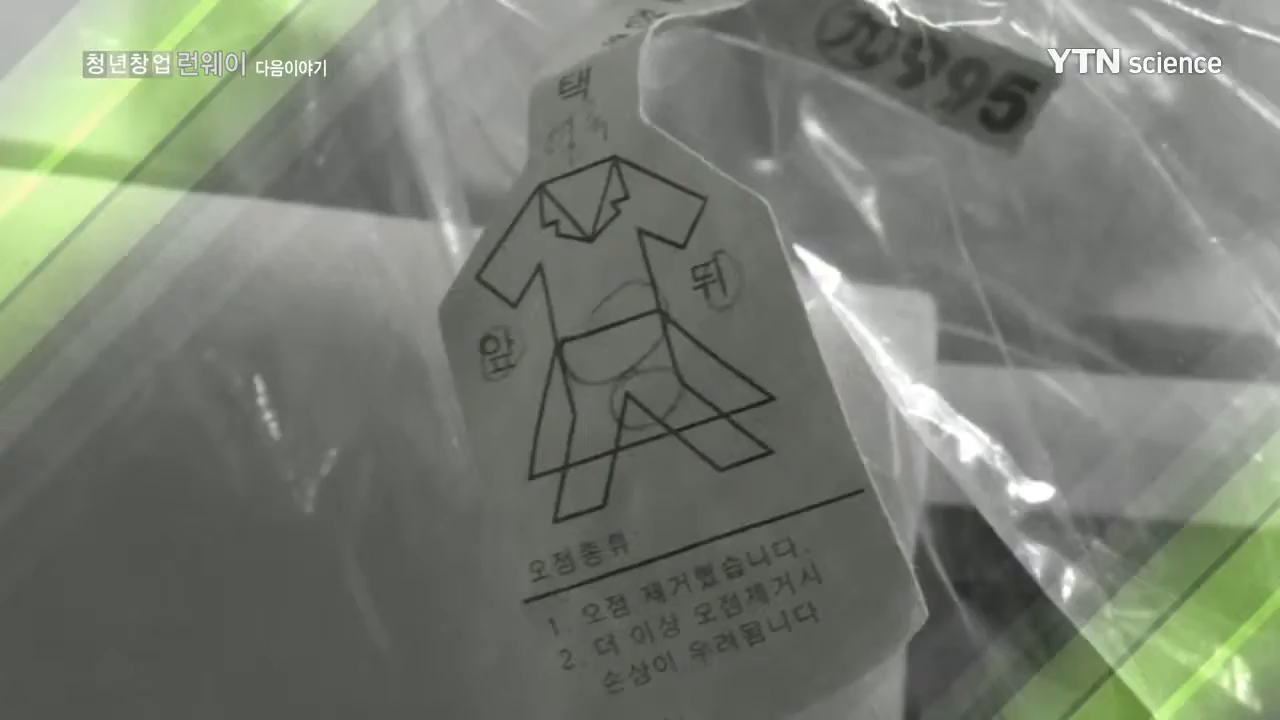 청년창업 런웨이 다음이야기
YTN science
택
뒤
앞
오점종류
1. 오점 제거했습니다.
2. 더 이상 오점제거시
손상이 우려됩니다